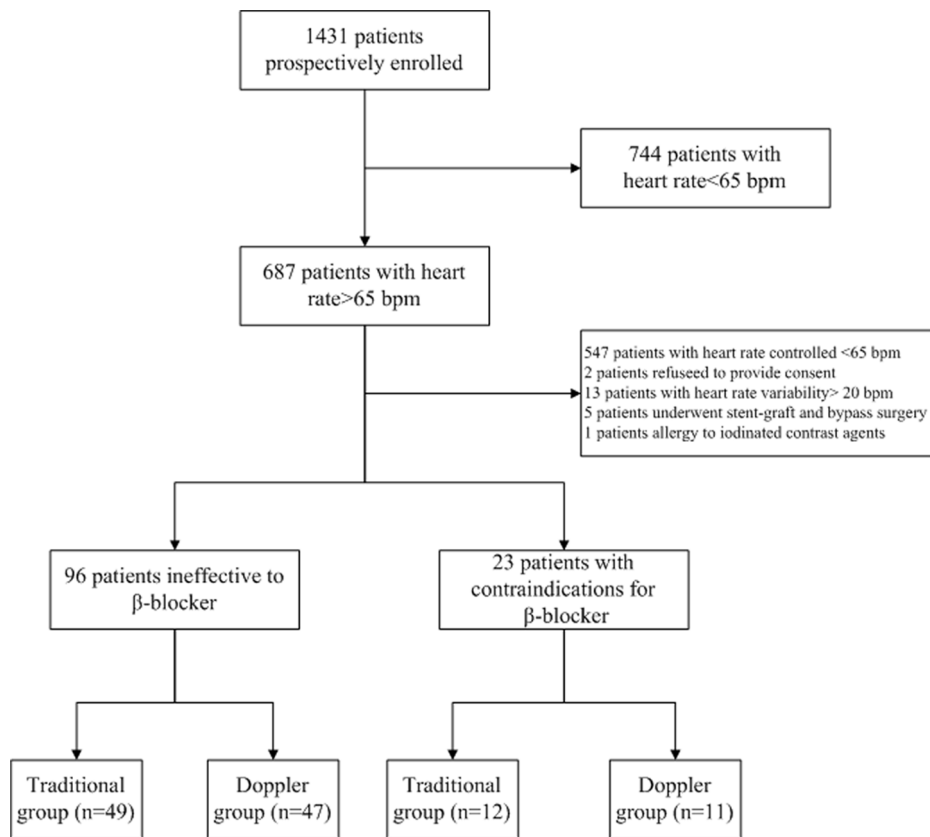 1431 patients
prospectively enrolled
744 patients with
heart rate<65 bpm
687 patients with heart
rate>65 bpm
547 patients with heart rate controlled <65 bpm
2 patients refuseed to provide consent
13 patients with heart rate variability> 20 bpm
5 patients underwent stent-graft and bypass surgery
1 patients allergy to iodinated contrast agents
96 patients ineffective to
β-blocker
23 patients with
contraindications for
β-blocker
Traditional
group (n=49)
Doppler
group (n=47)
Traditional
group (n=12)
Doppler
group (n=11)